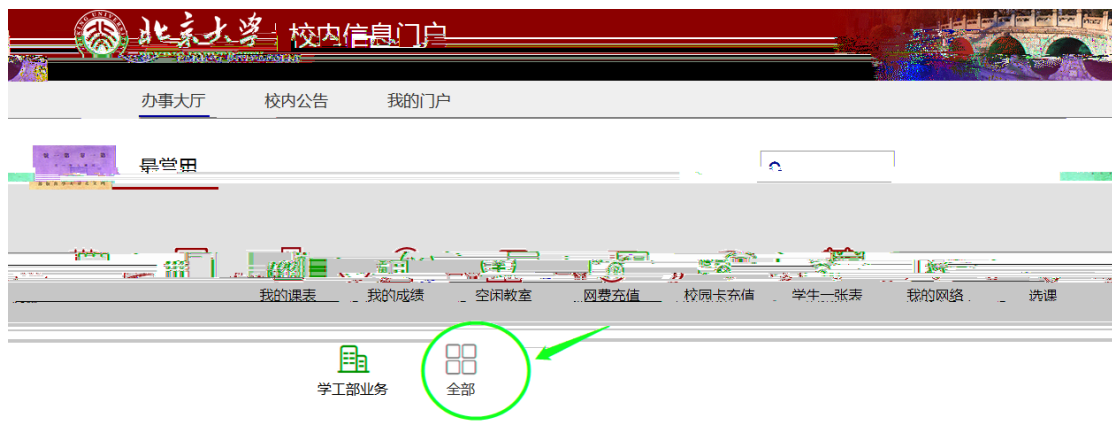 北京大学 校内信息门户
办事大厅 校内公告 我的门户
最常用
我的课表 我的成绩 空闲教室 网费充值 校园卡充值 学生一张表 我的网络 选课
学工部业务 全部